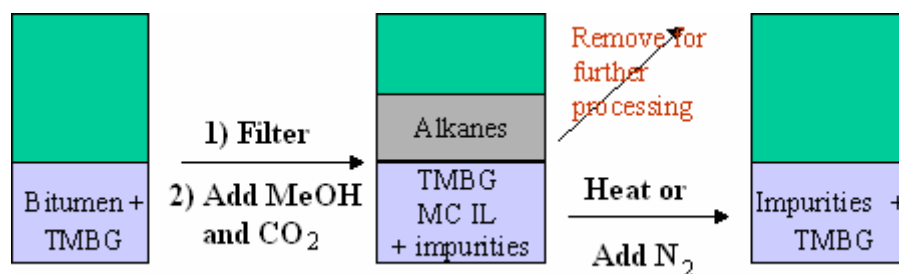 Bitumen +
TMBG
1) Filter
2) Add MeOH
and CO2
Alkanes
TMBG
MC IL
+ impurities
Remove for
further
processing
Heat or
Add N2
Impurities +
TMBG